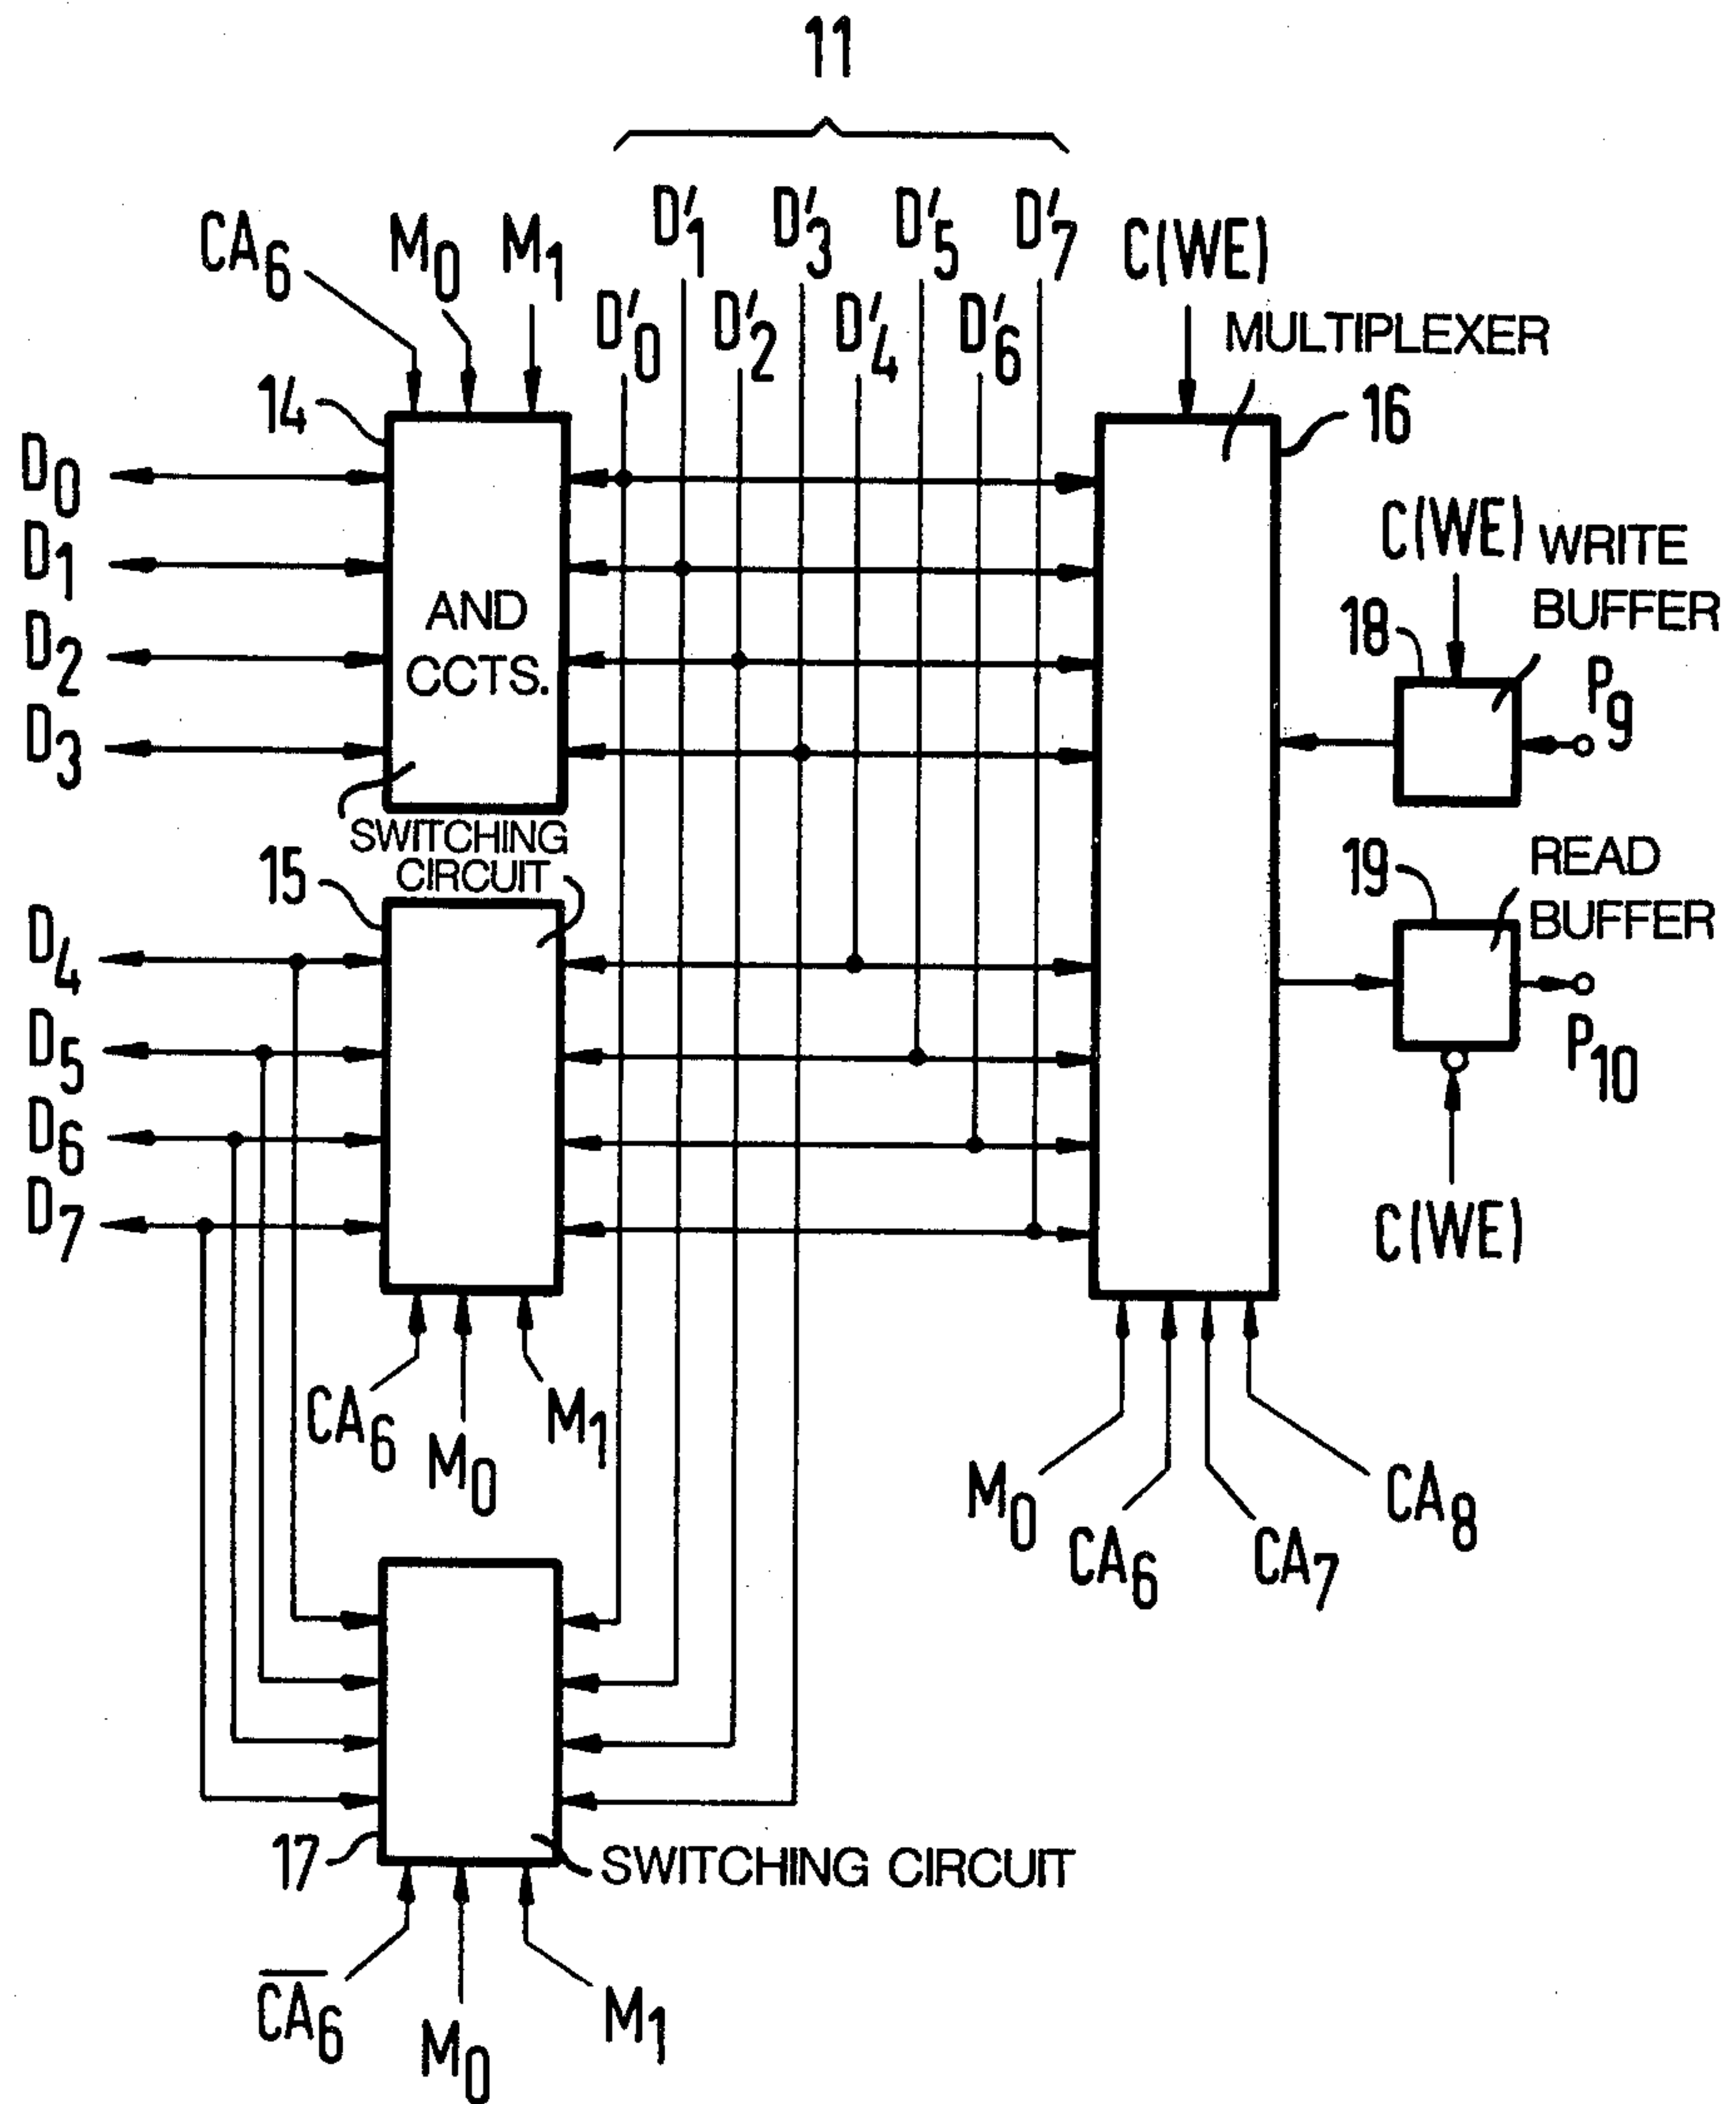 11
CA6 M0 M1 D'1 D'3 D'5 D'7 C(WE)
D'0 D'2 D'4 D'6 MULTIPLEXER
14 16
D0
D1
D2
D3
AND
CCTS.
C(WE) WRITE
BUFFER
18
P9
SWITCHING
CIRCUIT
15
19
READ
BUFFER
P10
C(WE)
D4
D5
D6
D7
CA6
M0
M1
M0
CA6
CA7
CA8
17 SWITCHING CIRCUIT
C̅A̅6
M0
M1